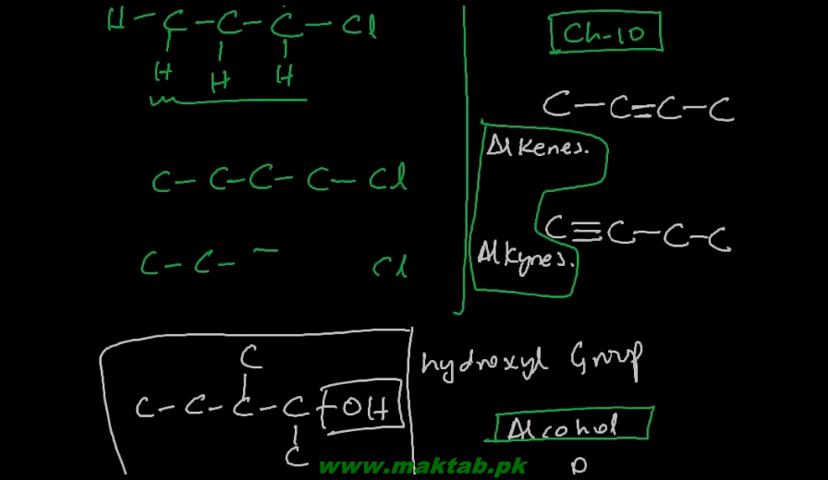 H - C - C - C - Cl
H H H
C - C - C - C - Cl
C - C - Cl
Ch-10
C - C = C - C
Alkenes.
C ≡ C - C - C
Alkynes.
C
C - C - C - C - OH
C
hydroxyl Group
Alcohol
www.maktab.pk